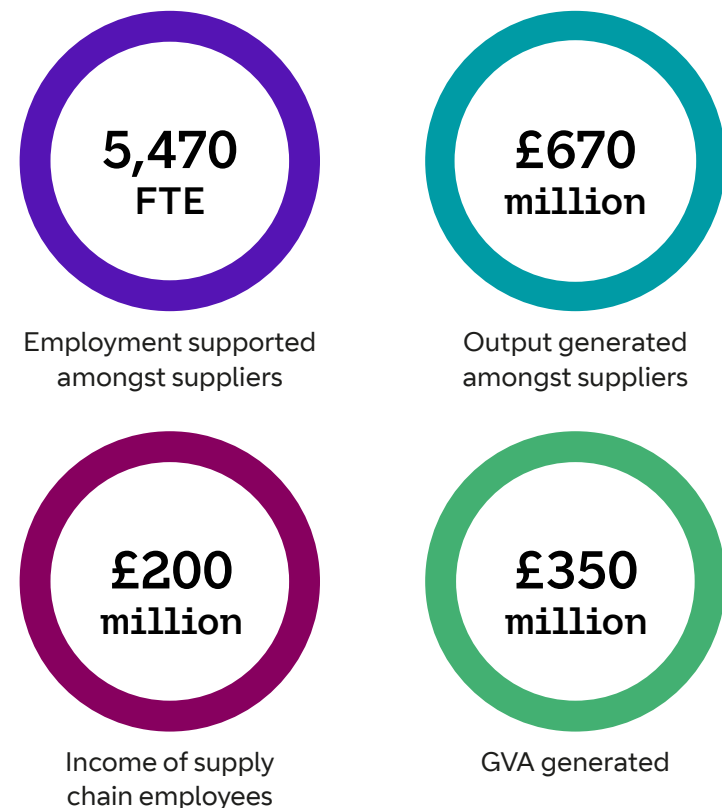 5,470
FTE
Employment supported
amongst suppliers
£670
million
Output generated
amongst suppliers
£200
million
Income of supply
chain employees
£350
million
GVA generated